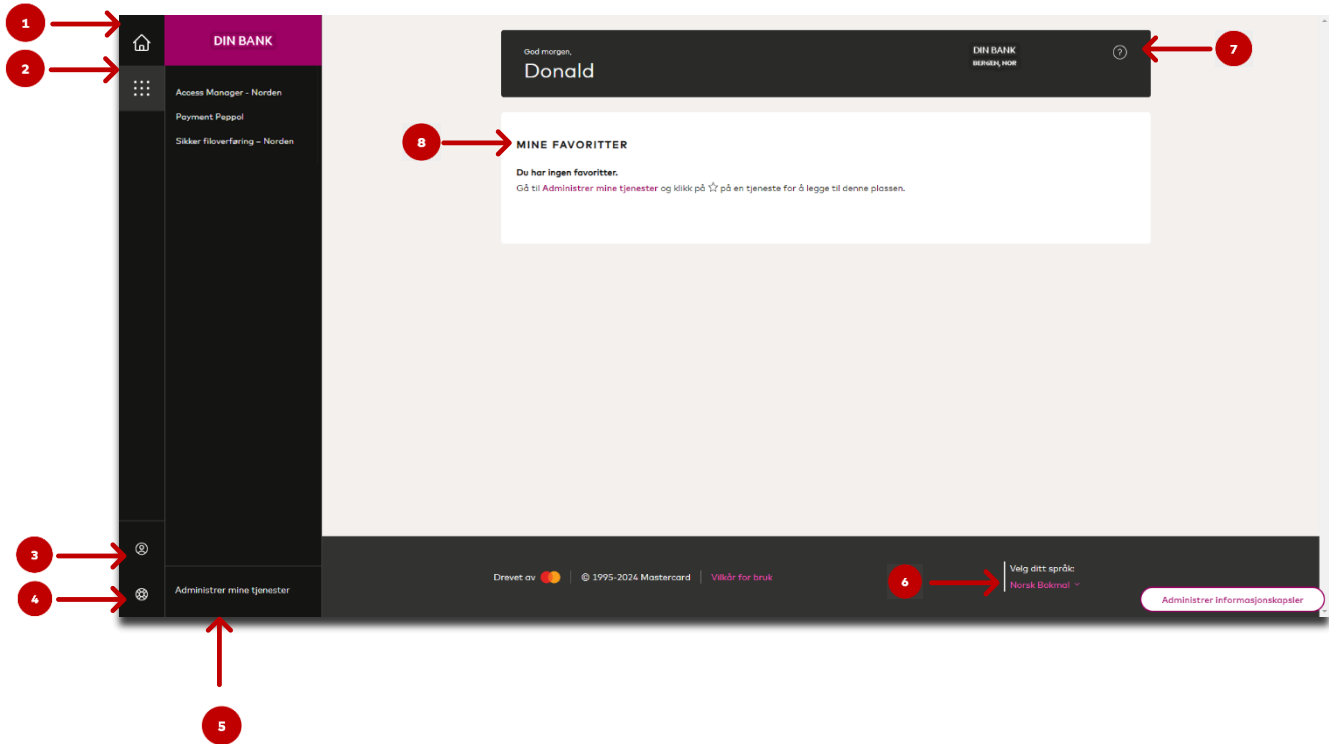 1
2
DIN BANK
Access Manager - Norden
Payment Peppol
Sikker filoverføring – Norden
God morgen,
Donald
DIN BANK
BERGEN, NOR
?
7
8
MINE FAVORITTER
Du har ingen favoritter.
Gå til Administrer mine tjenester og klikk på ☆ på en tjeneste for å legge til denne plassen.
3
4
Administrer mine tjenester
5
Drevet av
© 1995-2024 Mastercard
Vilkår for bruk
6
Velg ditt språk:
Norsk Bokmal
Administrer informasjonskapsler